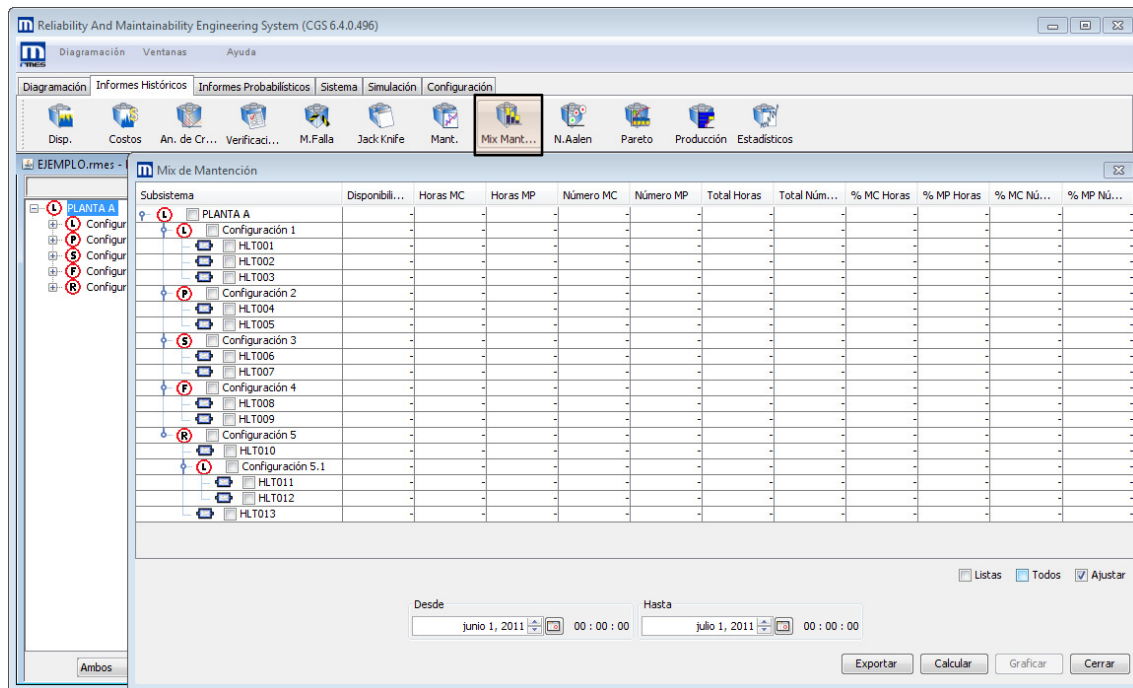 Reliability And Maintainability Engineering System (CGS 6.4.0.496)
rmes Diagramación Ventanas Ayuda
Diagramación Informes Históricos Informes Probabilísticos Sistema Simulación Configuración
Disp. Costos An. de Cr... Verificaci... M.Falla Jack Knife Mant. Mix Mant... N.Aalen Pareto Producción Estadísticos
EJEMPLO.rmes -
Mix de Mantención
Subsistema Disponibili... Horas MC Horas MP Número MC Número MP Total Horas Total Núm... % MC Horas % MP Horas % MC Nú... % MP Nú...
L PLANTA A
L Configur
P Configur
S Configur
F Configur
R Configur
L PLANTA A - - - - - - - - - - -
L Configuración 1 - - - - - - - - - - -
HLT001 - - - - - - - - - - -
HLT002 - - - - - - - - - - -
HLT003 - - - - - - - - - - -
P Configuración 2 - - - - - - - - - - -
HLT004 - - - - - - - - - - -
HLT005 - - - - - - - - - - -
S Configuración 3 - - - - - - - - - - -
HLT006 - - - - - - - - - - -
HLT007 - - - - - - - - - - -
F Configuración 4 - - - - - - - - - - -
HLT008 - - - - - - - - - - -
HLT009 - - - - - - - - - - -
R Configuración 5 - - - - - - - - - - -
HLT010 - - - - - - - - - - -
L Configuración 5.1 - - - - - - - - - - -
HLT011 - - - - - - - - - - -
HLT012 - - - - - - - - - - -
HLT013 - - - - - - - - - - -
Listas Todos Ajustar
Desde Hasta
junio 1, 2011 00 : 00 : 00 julio 1, 2011 00 : 00 : 00
Ambos Exportar Calcular Graficar Cerrar